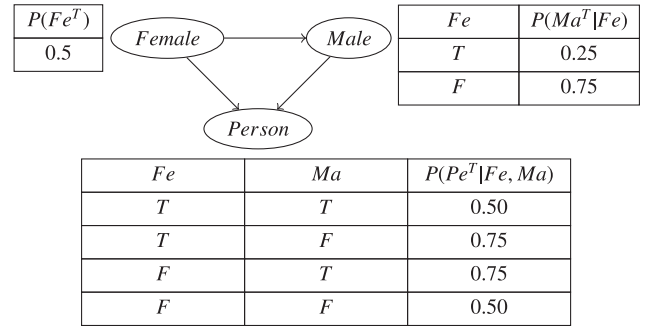 P(Fe^T)
0.5
Female
Male
Person
Fe P(Ma^T|Fe)
T 0.25
F 0.75
Fe Ma P(Pe^T|Fe, Ma)
T T 0.50
T F 0.75
F T 0.75
F F 0.50